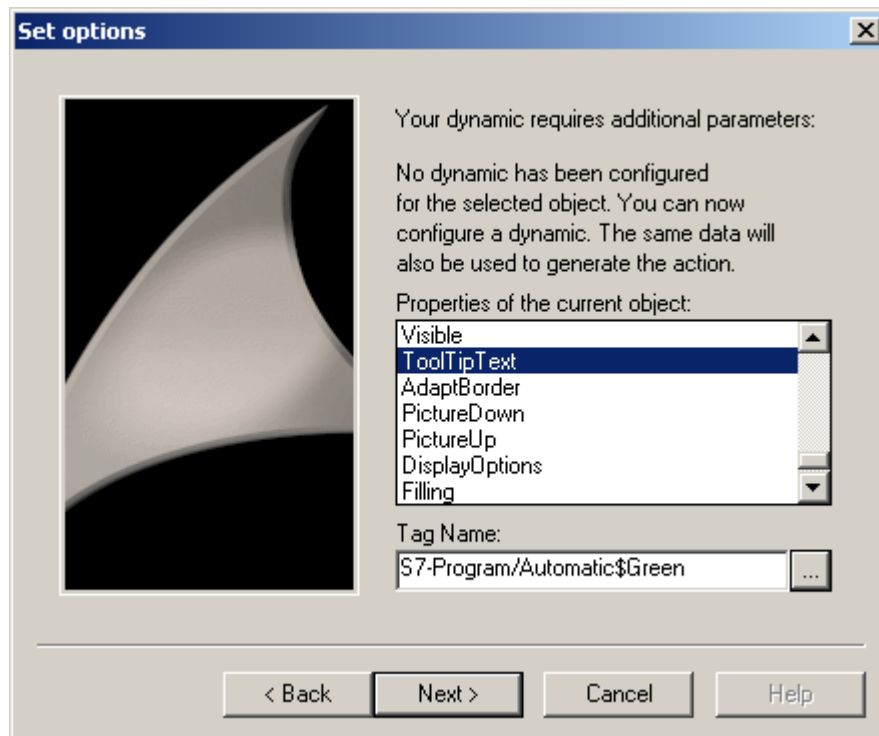 Set options
Your dynamic requires additional parameters:
No dynamic has been configured
for the selected object. You can now
configure a dynamic. The same data will
also be used to generate the action.
Properties of the current object:
Visible
ToolTipText
AdaptBorder
PictureDown
PictureUp
DisplayOptions
Filling
Tag Name:
S7-Program/Automatic$Green
...
< Back
Next >
Cancel
Help